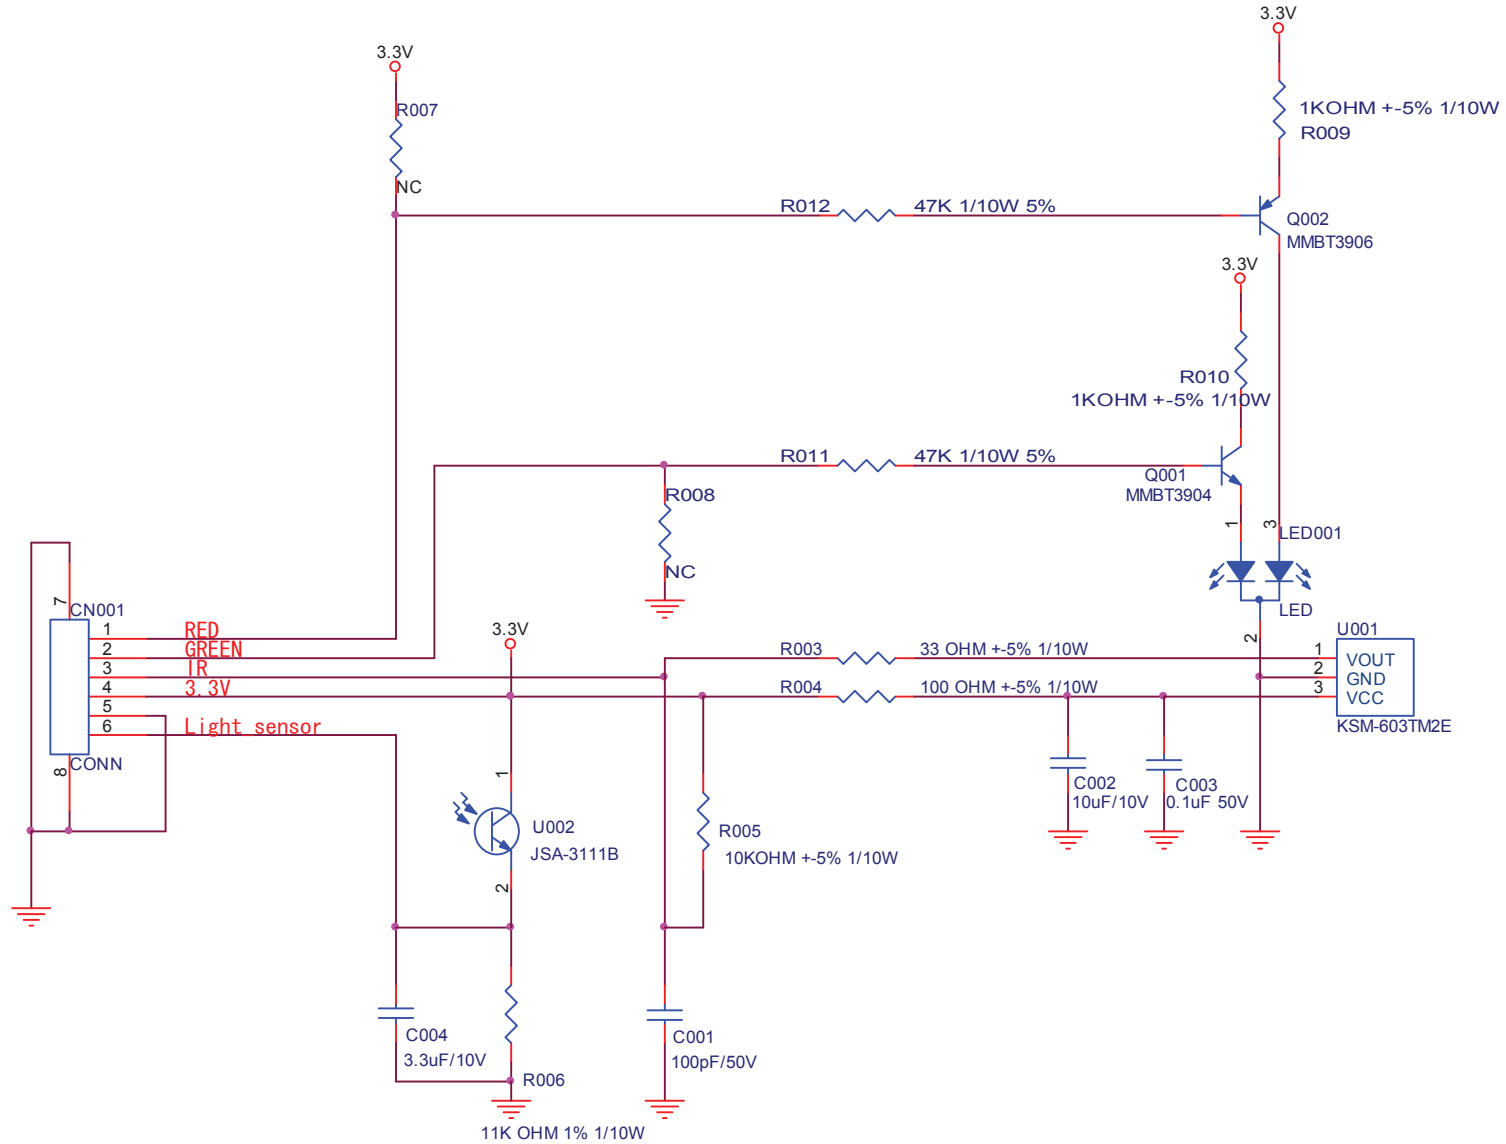 3.3V
3.3V
R007
1KOHM +-5% 1/10W
R009
NC
R012
47K 1/10W 5%
Q002
MMBT3906
3.3V
R010
1KOHM +-5% 1/10W
R011
47K 1/10W 5%
Q001
MMBT3904
R008
1
3
LED001
NC
7
CN001
LED
1
RED
2
GREEN
3
IR
4
3.3V
5
6
Light sensor
8
CONN
3.3V
R003
33 OHM +-5% 1/10W
R004
100 OHM +-5% 1/10W
2
U001
1
VOUT
2
GND
3
VCC
KSM-603TM2E
1
C002
10uF/10V
C003
0.1uF 50V
U002
JSA-3111B
R005
10KOHM +-5% 1/10W
2
C004
3.3uF/10V
C001
100pF/50V
R006
11K OHM 1% 1/10W